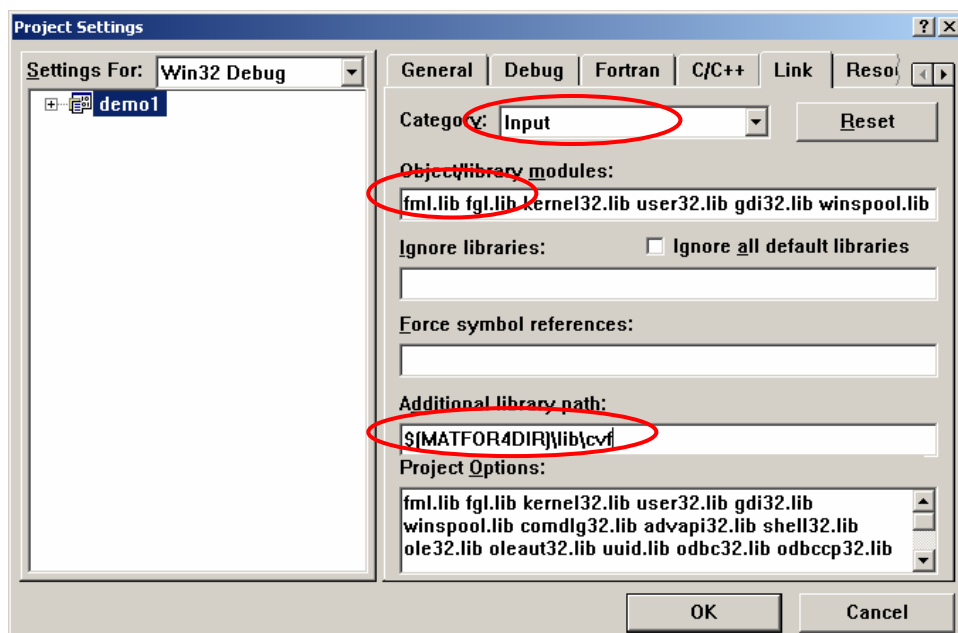 Project Settings
Settings For: Win32 Debug
demo1
General Debug Fortran C/C++ Link
Category: Input Reset
Object/library modules:
fml.lib fgl.lib kernel32.lib user32.lib gdi32.lib winspool.lib
Ignore libraries: Ignore all default libraries
Force symbol references:
Additional library path:
$(MATFOR4DIR)\lib\cvf
Project Options:
fml.lib fgl.lib kernel32.lib user32.lib gdi32.lib
winspool.lib comdlg32.lib advapi32.lib shell32.lib
ole32.lib oleaut32.lib uuid.lib odbc32.lib odbccp32.lib
OK Cancel